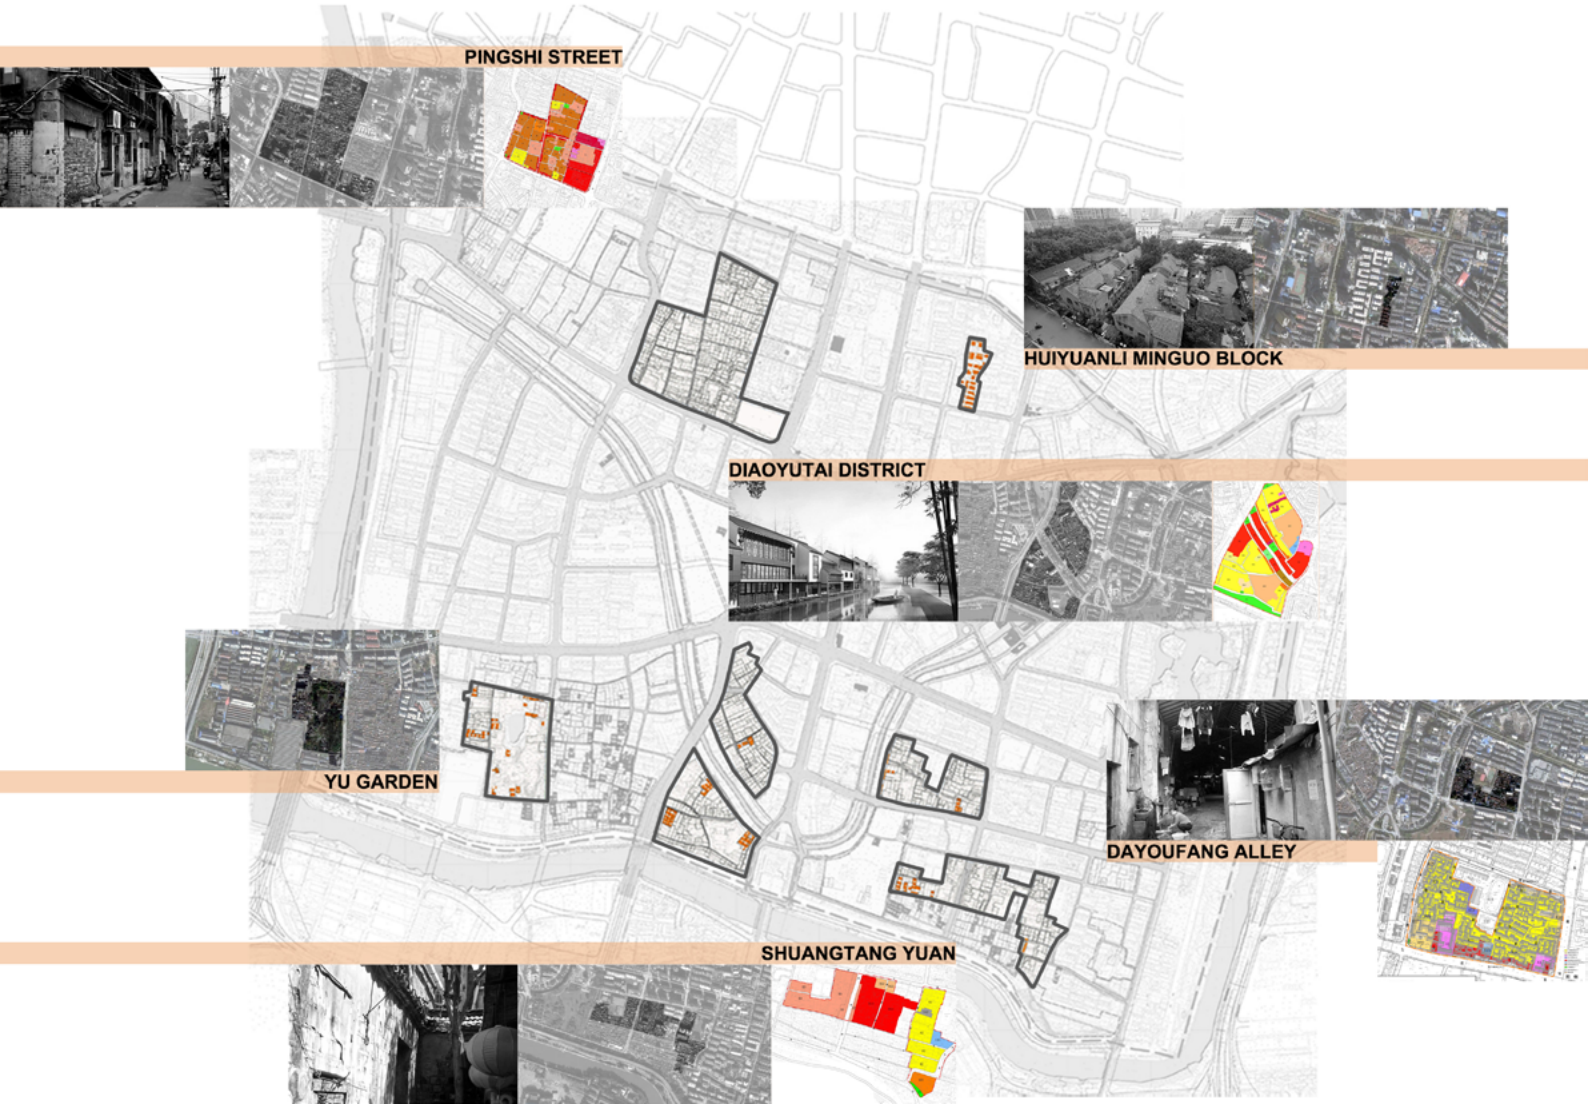 PINGSHI STREET
HUIYUANLI MINGUO BLOCK
DIAOYUTAI DISTRICT
YU GARDEN
DAYOUFANG ALLEY
SHUANGTANG YUAN